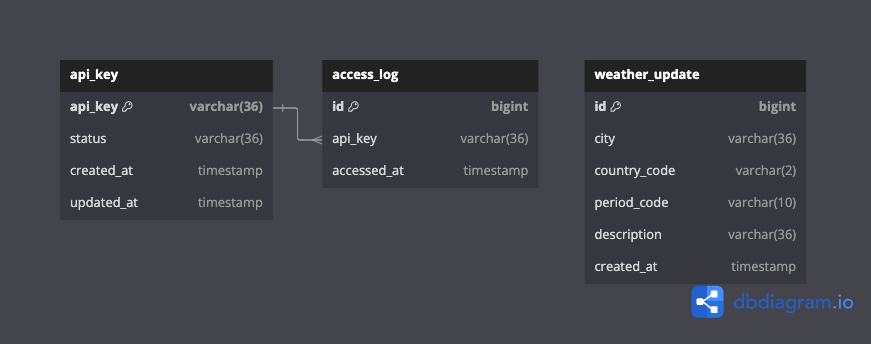 api_key
api_key varchar(36)
status varchar(36)
created_at timestamp
updated_at timestamp
access_log
id bigint
api_key varchar(36)
accessed_at timestamp
weather_update
id bigint
city varchar(36)
country_code varchar(2)
period_code varchar(10)
description varchar(36)
created_at timestamp
dbdiagram.io